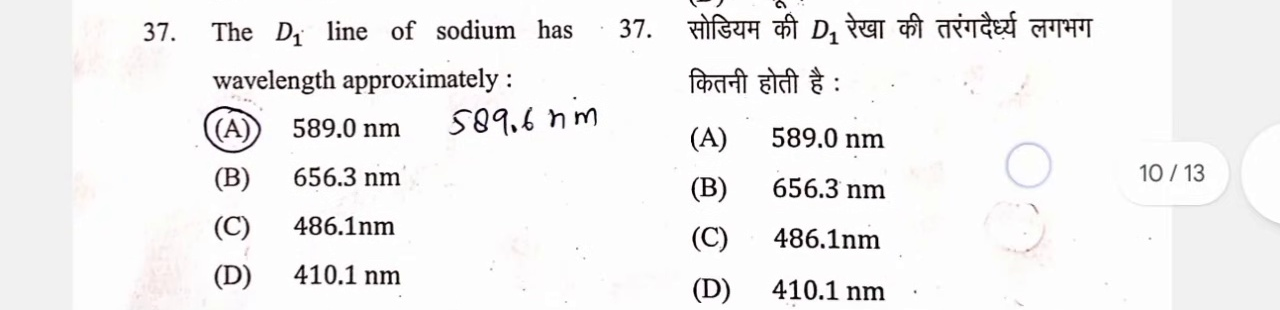 37. The D₁ line of sodium has
wavelength approximately :
(A) 589.0 nm 589.6 nm
(B) 656.3 nm
(C) 486.1nm
(D) 410.1 nm
37. सोडियम की D₁ रेखा की तरंगदैर्ध्य लगभग
कितनी होती है :
(A) 589.0 nm
(B) 656.3 nm
(C) 486.1nm
(D) 410.1 nm
10 / 13